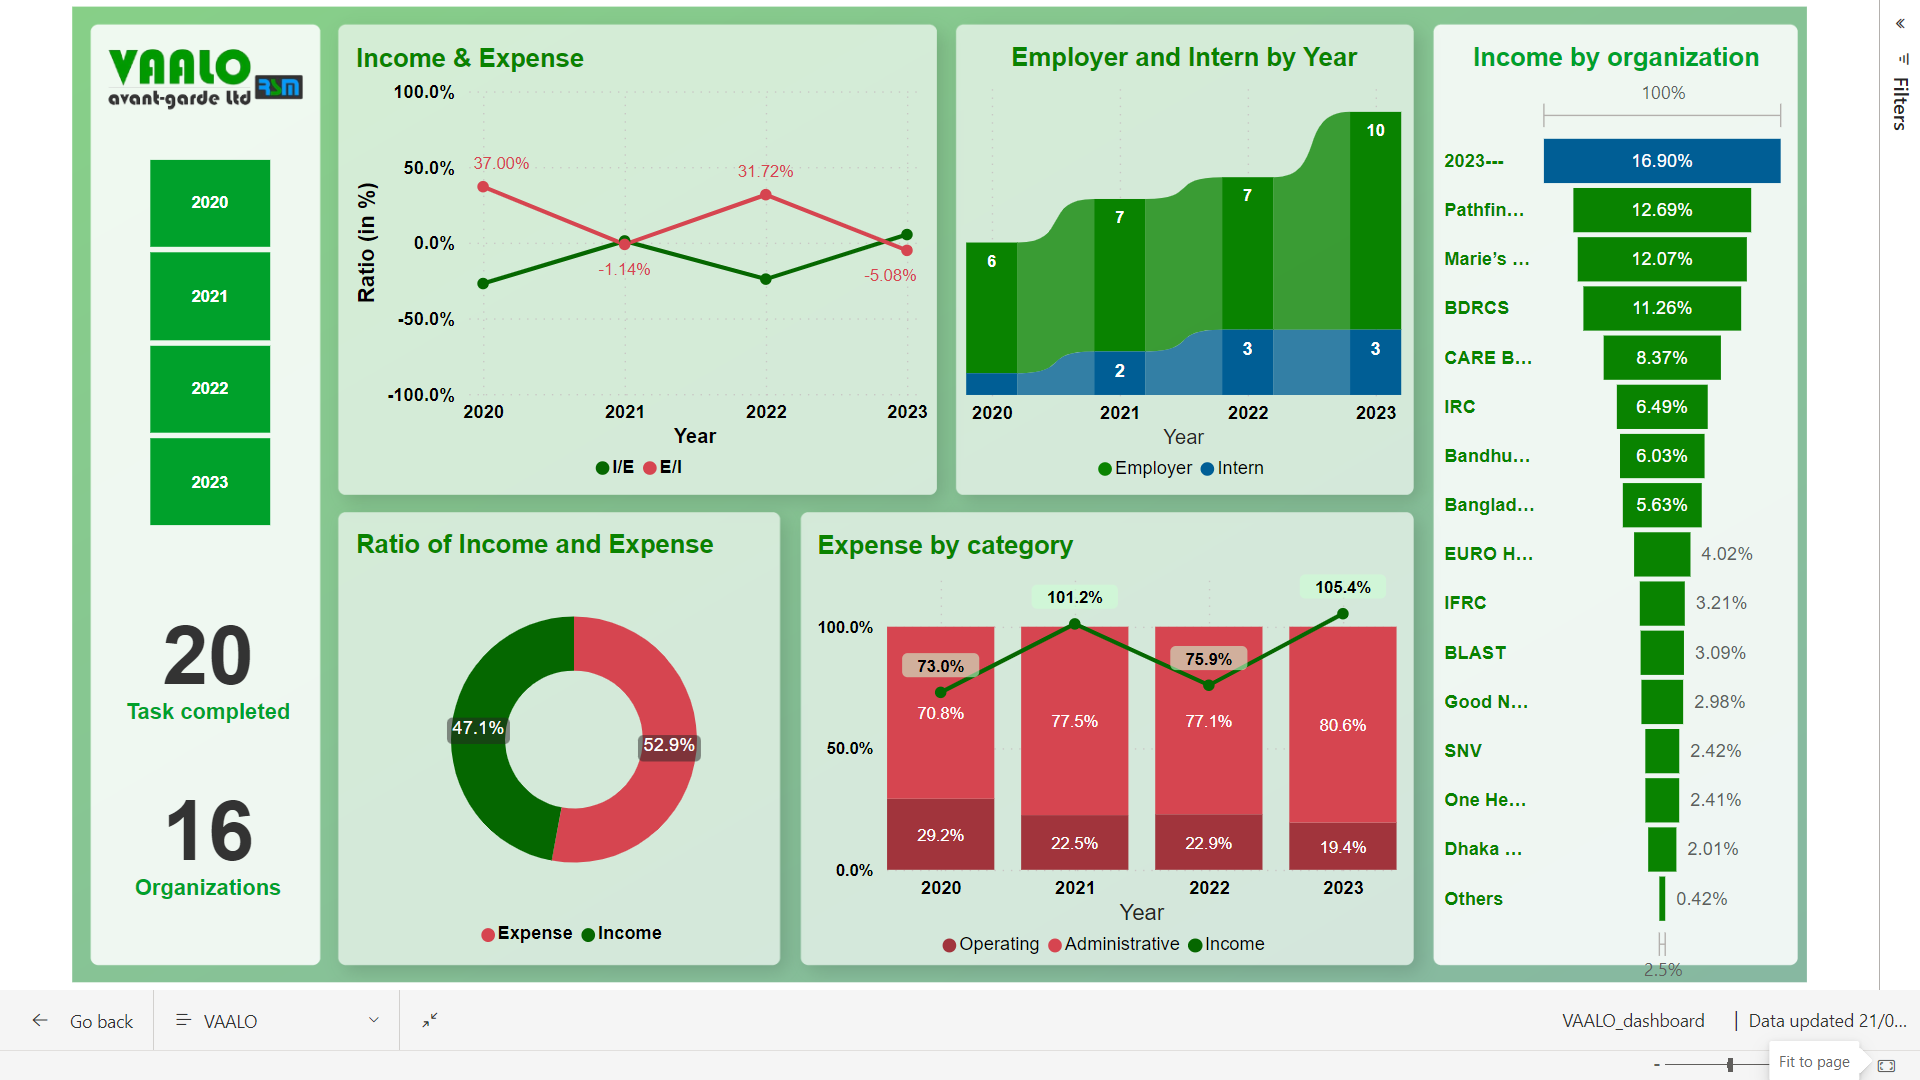 VAALO
avant-garde ltd
RSM
2020
2021
2022
2023
20
Task completed
16
Organizations
Income & Expense
Ratio (in %)
100.0%
50.0%
0.0%
-50.0%
-100.0%
37.00%
-1.14%
31.72%
-5.08%
2020 2021 2022 2023
Year
I/E E/I
Employer and Intern by Year
6
7
7
10
2
3
3
2020 2021 2022 2023
Year
Employer Intern
Ratio of Income and Expense
47.1%
52.9%
Expense Income
Expense by category
100.0%
50.0%
0.0%
73.0%
101.2%
75.9%
105.4%
70.8%
77.5%
77.1%
80.6%
29.2%
22.5%
22.9%
19.4%
2020 2021 2022 2023
Year
Operating Administrative Income
Income by organization
100%
2023--- 16.90%
Pathfin... 12.69%
Marie’s ... 12.07%
BDRCS 11.26%
CARE B... 8.37%
IRC 6.49%
Bandhu... 6.03%
Banglad... 5.63%
EURO H... 4.02%
IFRC 3.21%
BLAST 3.09%
Good N... 2.98%
SNV 2.42%
One He... 2.41%
Dhaka ... 2.01%
Others 0.42%
2.5%
Filters
Go back
VAALO
VAALO_dashboard | Data updated 21/0...
Fit to page